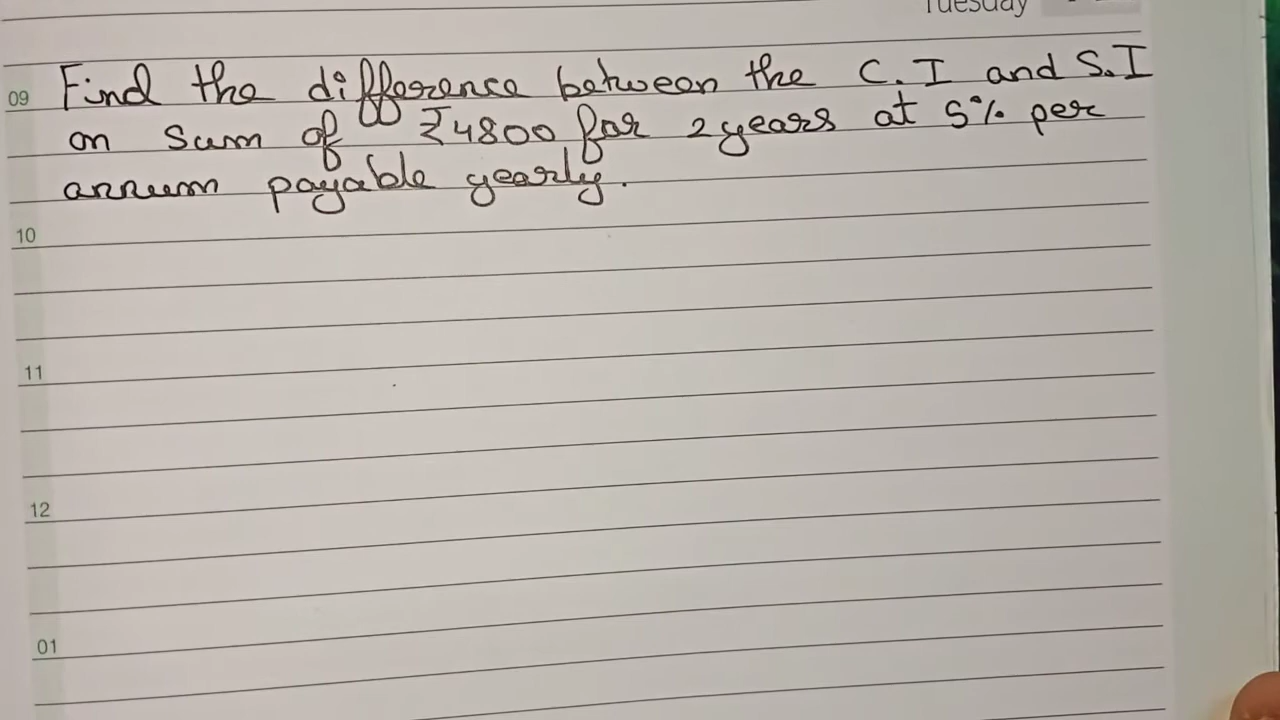 Tuesday
09 Find the difference between the C.I and S.I
on Sum of ₹4800 for 2 years at 5% per
annum payable yearly.
10
11
12
01